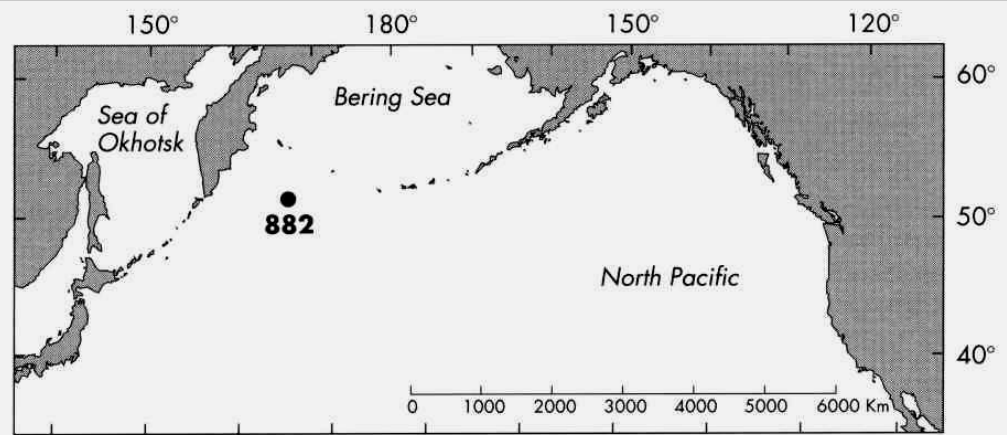 150° 180° 150° 120°
60°
Bering Sea
Sea of
Okhotsk
50°
882
North Pacific
40°
0 1000 2000 3000 4000 5000 6000 Km